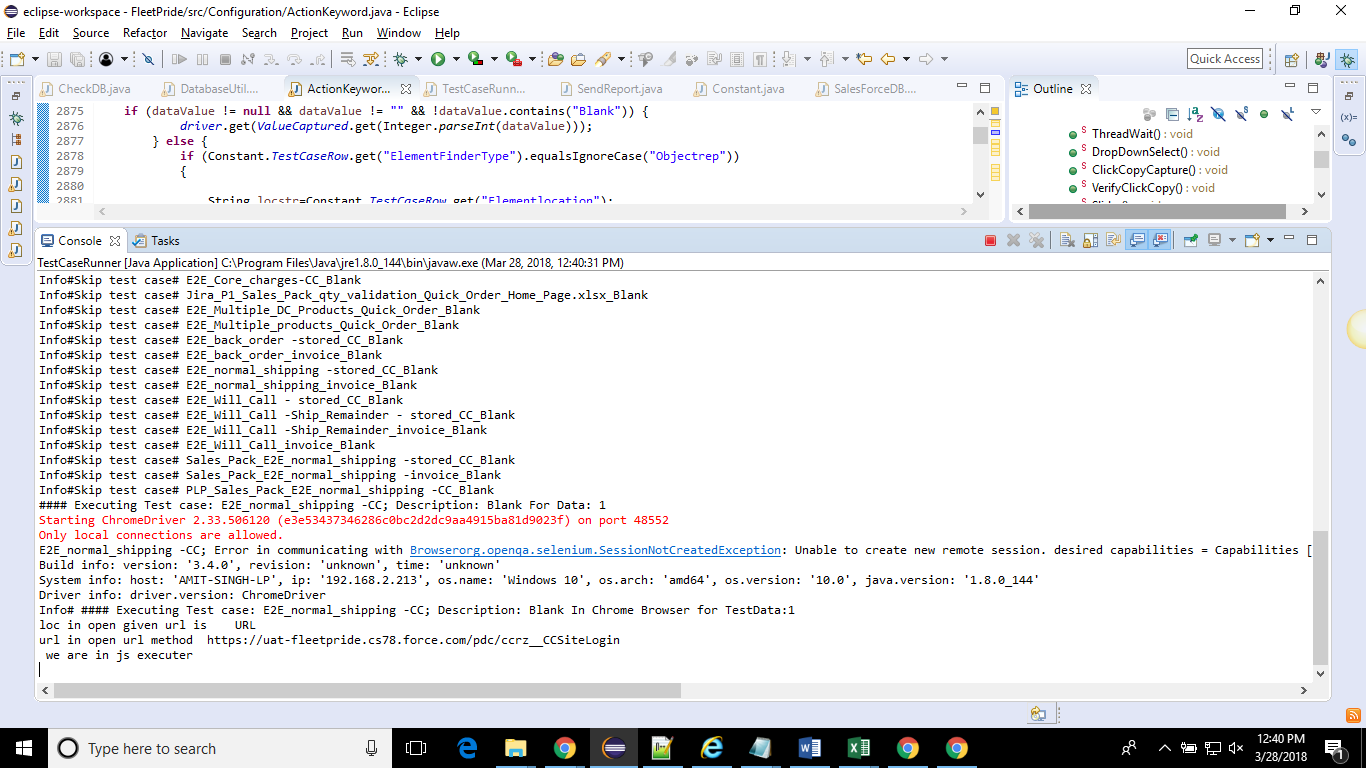 eclipse-workspace - FleetPride/src/Configuration/ActionKeyword.java - Eclipse
File Edit Source Refactor Navigate Search Project Run Window Help
Quick Access
CheckDB.java DatabaseUtil.... ActionKeywor... TestCaseRunn... SendReport.java Constant.java SalesForceDB....
Outline
2875 if (dataValue != null && dataValue != "" && !dataValue.contains("Blank")) {
2876 driver.get(ValueCaptured.get(Integer.parseInt(dataValue)));
2877 } else {
2878 if (Constant.TestCaseRow.get("ElementFinderType").equalsIgnoreCase("Objectrep"))
2879 {
2880
2881 String locstr=Constant.TestCaseRow.get("Elementlocation");
ThreadWait() : void
DropDownSelect() : void
ClickCopyCapture() : void
VerifyClickCopy() : void
Console Tasks
TestCaseRunner [Java Application] C:\Program Files\Java\jre1.8.0_144\bin\javaw.exe (Mar 28, 2018, 12:40:31 PM)
Info#Skip test case# E2E_Core_charges-CC_Blank
Info#Skip test case# Jira_P1_Sales_Pack_qty_validation_Quick_Order_Home_Page.xlsx_Blank
Info#Skip test case# E2E_Multiple_DC_Products_Quick_Order_Blank
Info#Skip test case# E2E_Multiple_products_Quick_Order_Blank
Info#Skip test case# E2E_back_order -stored_CC_Blank
Info#Skip test case# E2E_back_order_invoice_Blank
Info#Skip test case# E2E_normal_shipping -stored_CC_Blank
Info#Skip test case# E2E_normal_shipping_invoice_Blank
Info#Skip test case# E2E_Will_Call - stored_CC_Blank
Info#Skip test case# E2E_Will_Call -Ship_Remainder - stored_CC_Blank
Info#Skip test case# E2E_Will_Call -Ship_Remainder_invoice_Blank
Info#Skip test case# E2E_Will_Call_invoice_Blank
Info#Skip test case# Sales_Pack_E2E_normal_shipping -stored_CC_Blank
Info#Skip test case# Sales_Pack_E2E_normal_shipping -invoice_Blank
Info#Skip test case# PLP_Sales_Pack_E2E_normal_shipping -CC_Blank
#### Executing Test case: E2E_normal_shipping -CC; Description: Blank For Data: 1
Starting ChromeDriver 2.33.506120 (e3e53437346286c0bc2d2dc9aa4915ba81d9023f) on port 48552
Only local connections are allowed.
E2E_normal_shipping -CC; Error in communicating with Browserorg.openqa.selenium.SessionNotCreatedException: Unable to create new remote session. desired capabilities = Capabilities [
Build info: version: '3.4.0', revision: 'unknown', time: 'unknown'
System info: host: 'AMIT-SINGH-LP', ip: '192.168.2.213', os.name: 'Windows 10', os.arch: 'amd64', os.version: '10.0', java.version: '1.8.0_144'
Driver info: driver.version: ChromeDriver
Info# #### Executing Test case: E2E_normal_shipping -CC; Description: Blank In Chrome Browser for TestData:1
loc in open given url is URL
url in open url method https://uat-fleetpride.cs78.force.com/pdc/ccrz__CCSiteLogin
we are in js executer
Type here to search
12:40 PM
3/28/2018
1